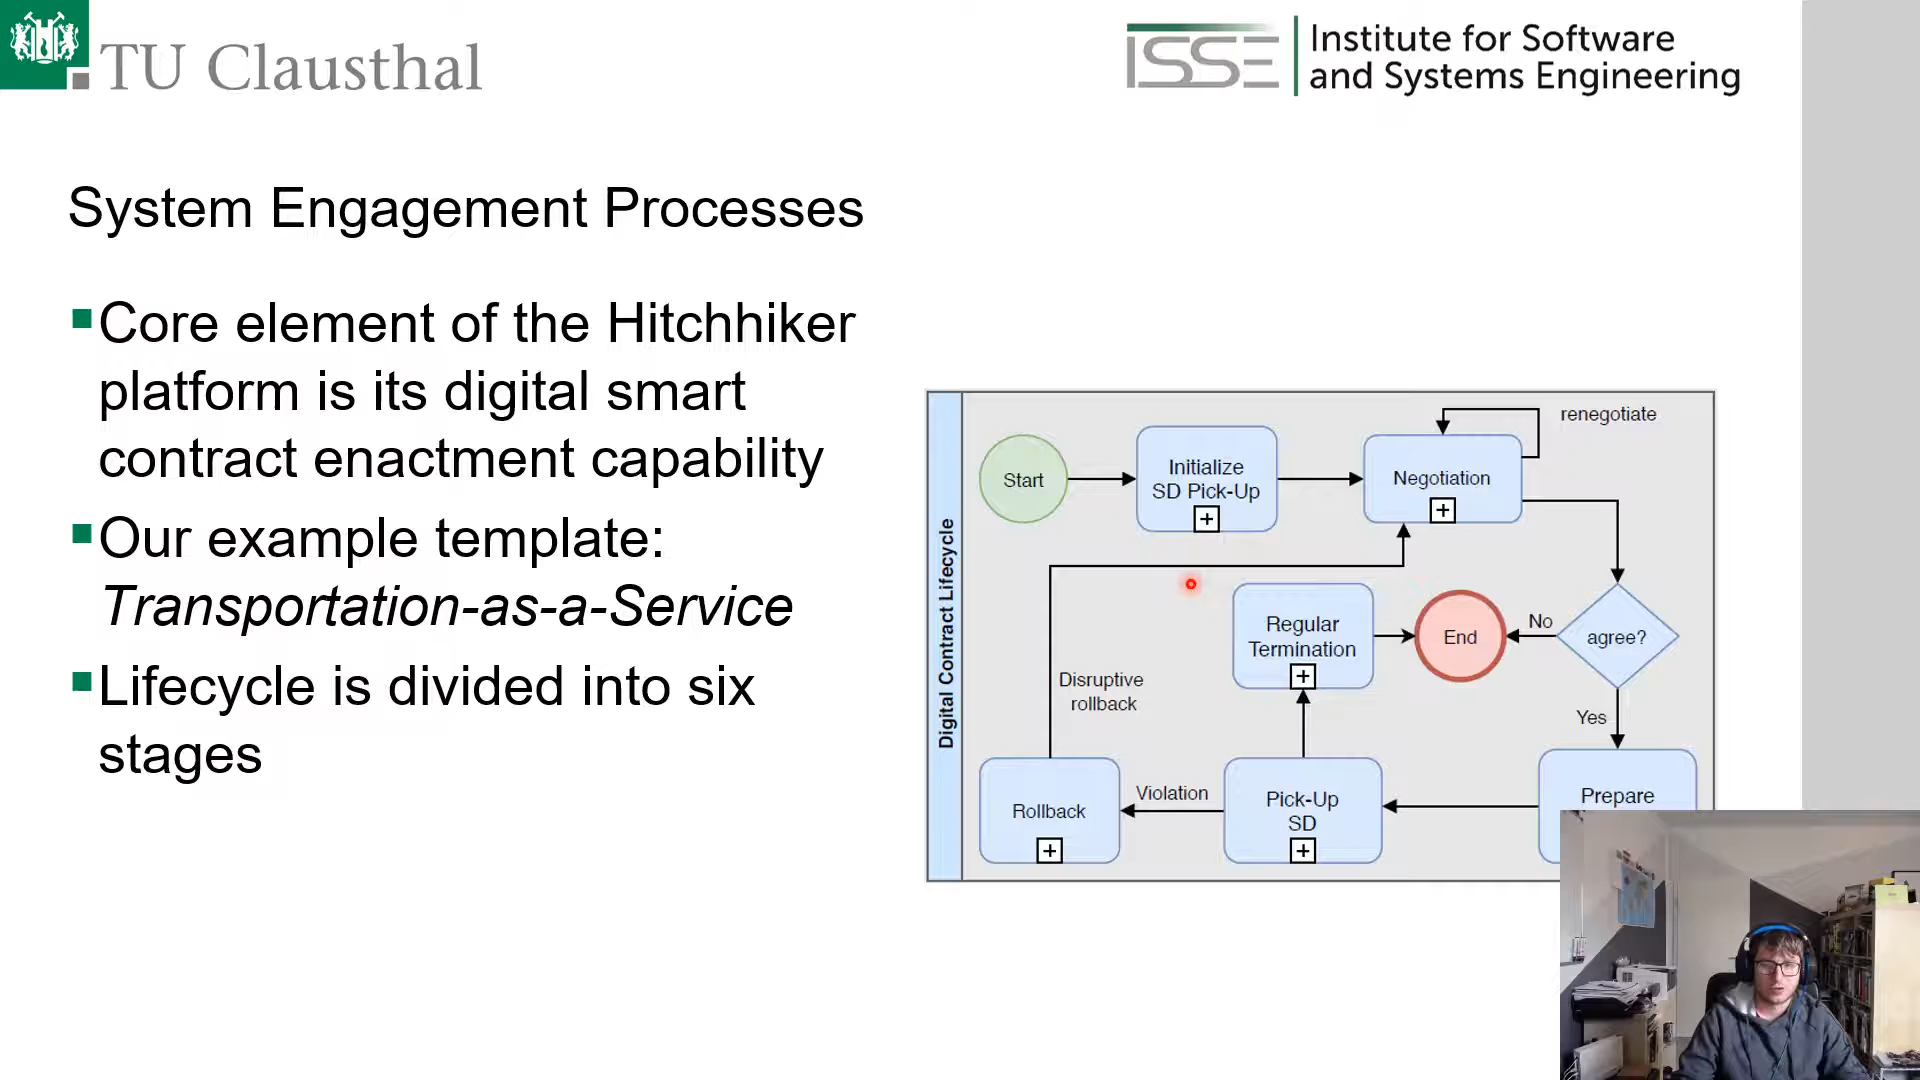 TU Clausthal
ISSE
Institute for Software
and Systems Engineering
System Engagement Processes
Core element of the Hitchhiker
platform is its digital smart
contract enactment capability
Our example template:
Transportation-as-a-Service
Lifecycle is divided into six
stages
Digital Contract Lifecycle
Start
Initialize
SD Pick-Up
Negotiation
renegotiate
agree?
No
Yes
End
Regular
Termination
Disruptive
rollback
Rollback
Violation
Pick-Up
SD
Prepare